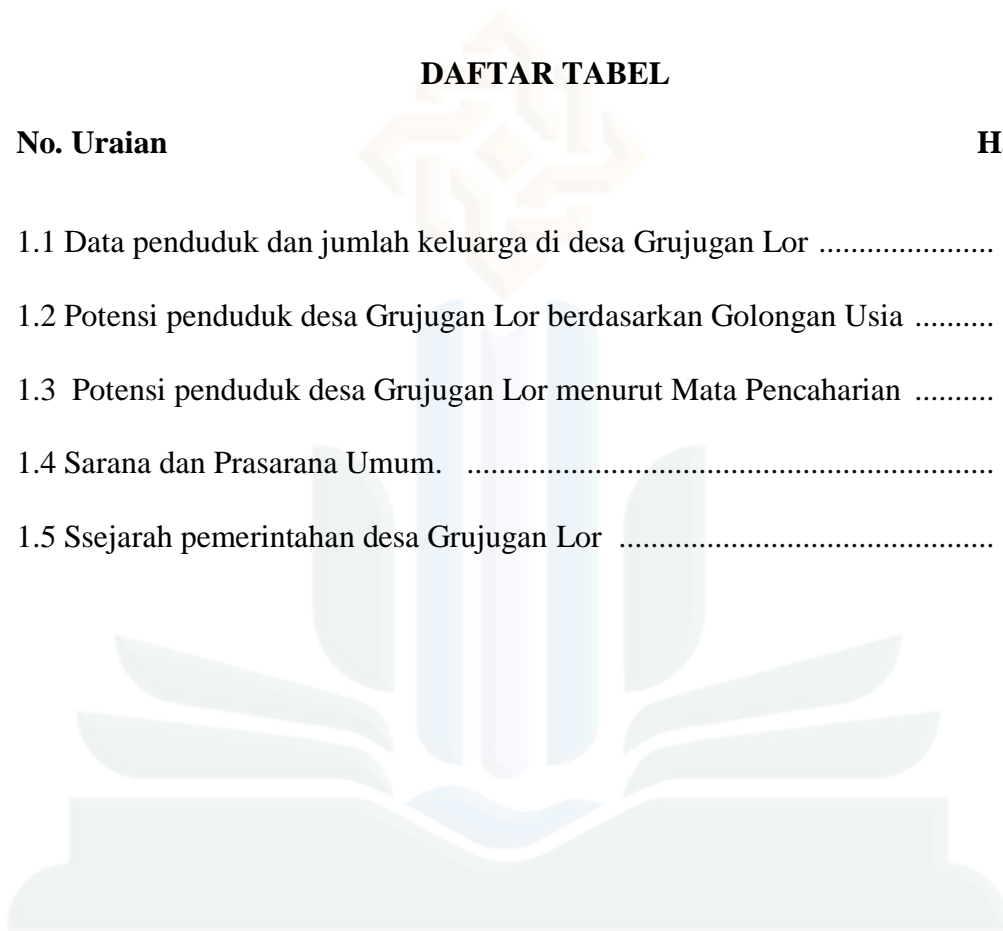 DAFTAR TABEL
No. Uraian
1.1 Data penduduk dan jumlah keluarga di desa Grujugan Lor ......................
1.2 Potensi penduduk desa Grujugan Lor berdasarkan Golongan Usia ..........
1.3 Potensi penduduk desa Grujugan Lor menurut Mata Pencaharian ..........
1.4 Sarana dan Prasarana Umum. ..................................................................
1.5 Ssejarah pemerintahan desa Grujugan Lor ...............................................